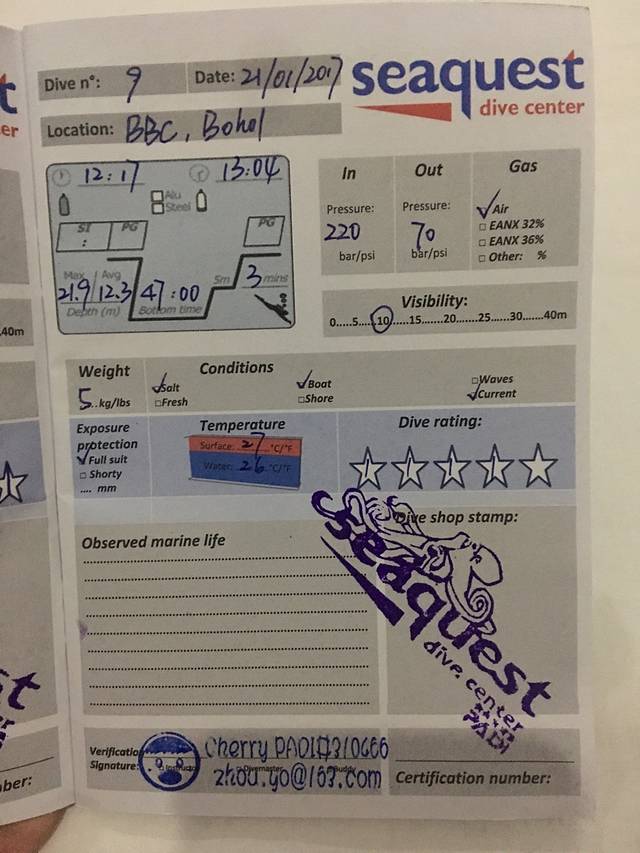 Dive n°: 9 Date: 21/01/2017
seaquest
dive center
Location: BBC, Bohol
12:17 13:04
Alu
Steel
SI PG PG
:
Max Avg 5m 3 mins
21.9 12.3 47:00
Depth (m) Bottom time
In Out Gas
Pressure: Pressure: Air
220 70 EANX 32%
bar/psi bar/psi EANX 36%
Other: %
Visibility:
0.....5.....10.....15.......20.......25.......30.......40m
40m
Weight Conditions
5..kg/lbs Salt Boat Waves
Fresh Shore Current
Exposure Temperature Dive rating:
protection Surface: 27 °C/°F
Full suit Water: 26 °C/°F
Shorty
.... mm
Observed marine life Dive shop stamp:
seaquest
dive center
PADI
Verification Cherry PADI#310666
Signature: Instructor Divemaster Buddy
zhou.yo@163.com
Certification number:
ber: